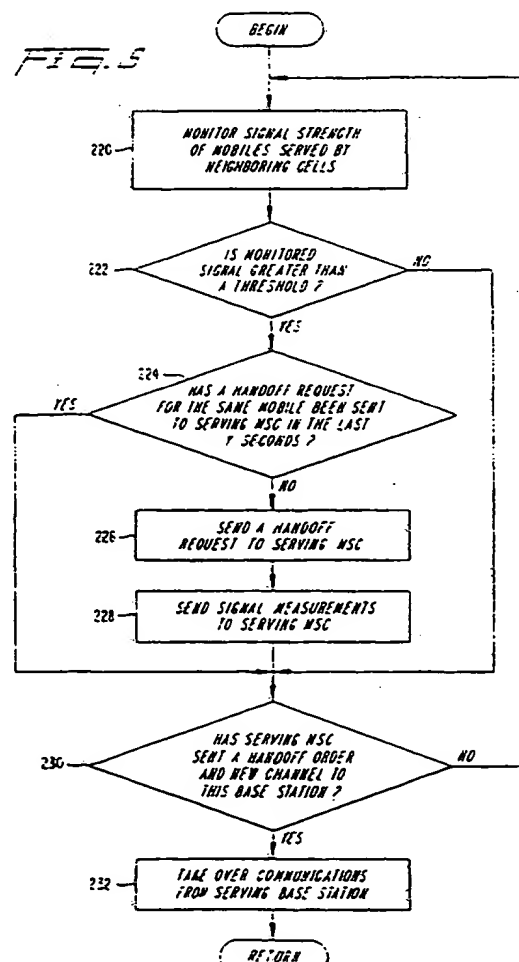 BEGIN
Fig. 5
220
MONITOR SIGNAL STRENGTH
OF MOBILES SERVED BY
NEIGHBORING CELLS
222
IS MONITORED
SIGNAL GREATER THAN
A THRESHOLD ?
NO
YES
224
HAS A HANDOFF REQUEST
FOR THE SAME MOBILE BEEN SENT
TO SERVING MSC IN THE LAST
Y SECONDS ?
YES
NO
226
SEND A HANDOFF
REQUEST TO SERVING MSC
228
SEND SIGNAL MEASUREMENTS
TO SERVING MSC
230
HAS SERVING MSC
SENT A HANDOFF ORDER
AND NEW CHANNEL TO
THIS BASE STATION ?
NO
YES
232
TAKE OVER COMMUNICATIONS
FROM SERVING BASE STATION
RETURN